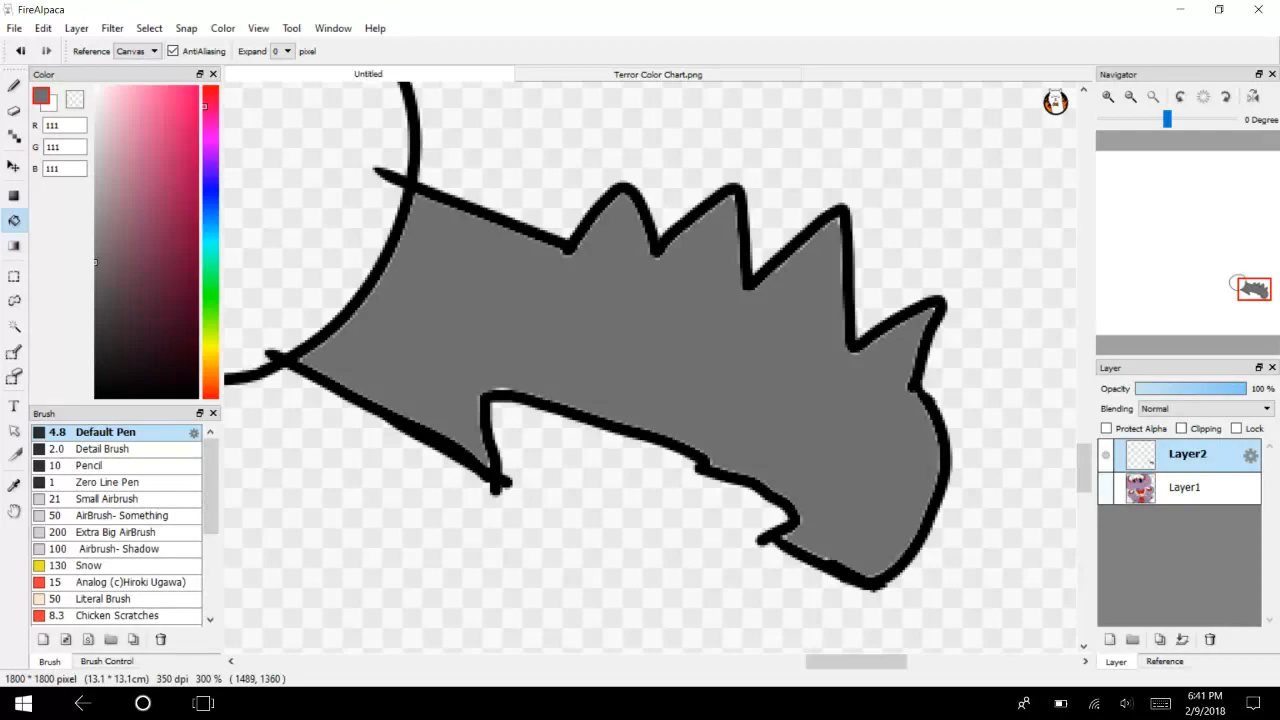 FireAlpaca
File Edit Layer Filter Select Snap Color View Tool Window Help
Reference Canvas AntiAliasing Expand 0 pixel
Color Untitled Terror Color Chart.png Navigator
0 Degree
R 111
G 111
B 111
Layer
Opacity 100 %
Blending Normal
Protect Alpha Clipping Lock
Layer2
Layer1
Brush
4.8 Default Pen
2.0 Detail Brush
10 Pencil
1 Zero Line Pen
21 Small Airbrush
50 AirBrush- Something
200 Extra Big AirBrush
100 Airbrush- Shadow
130 Snow
15 Analog (c)Hiroki Ugawa)
50 Literal Brush
8.3 Chicken Scratches
Brush Brush Control Layer Reference
1800 * 1800 pixel (13.1 * 13.1cm) 350 dpi 300 % ( 1489, 1360 )
T
6:41 PM
2/9/2018